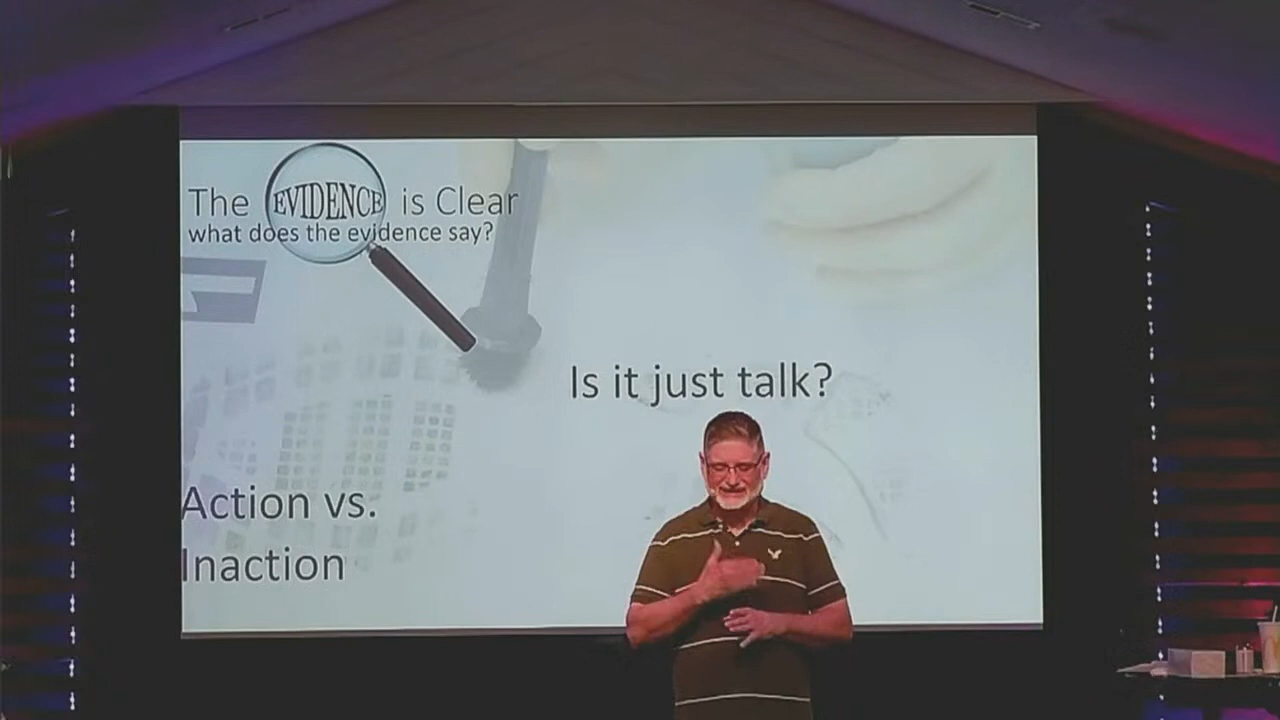 The EVIDENCE is Clear
what does the evidence say?
Is it just talk?
Action vs.
Inaction